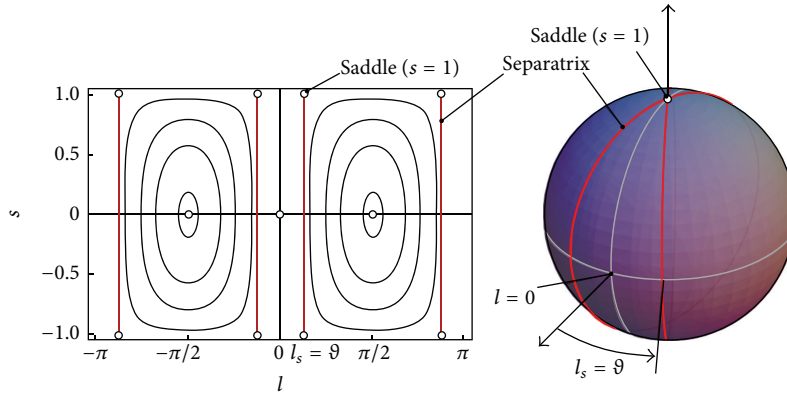 Saddle (s = 1)
Separatrix
Saddle (s = 1)
1.0
0.5
0
−0.5
−1.0
s
−π
−π/2
0
l_s = ϑ
π/2
π
l
l = 0
l_s = ϑ